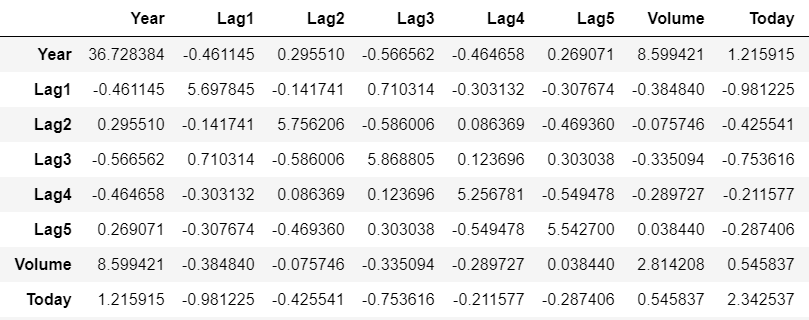 Year Lag1 Lag2 Lag3 Lag4 Lag5 Volume Today
Year 36.728384 -0.461145 0.295510 -0.566562 -0.464658 0.269071 8.599421 1.215915
Lag1 -0.461145 5.697845 -0.141741 0.710314 -0.303132 -0.307674 -0.384840 -0.981225
Lag2 0.295510 -0.141741 5.756206 -0.586006 0.086369 -0.469360 -0.075746 -0.425541
Lag3 -0.566562 0.710314 -0.586006 5.868805 0.123696 0.303038 -0.335094 -0.753616
Lag4 -0.464658 -0.303132 0.086369 0.123696 5.256781 -0.549478 -0.289727 -0.211577
Lag5 0.269071 -0.307674 -0.469360 0.303038 -0.549478 5.542700 0.038440 -0.287406
Volume 8.599421 -0.384840 -0.075746 -0.335094 -0.289727 0.038440 2.814208 0.545837
Today 1.215915 -0.981225 -0.425541 -0.753616 -0.211577 -0.287406 0.545837 2.342537